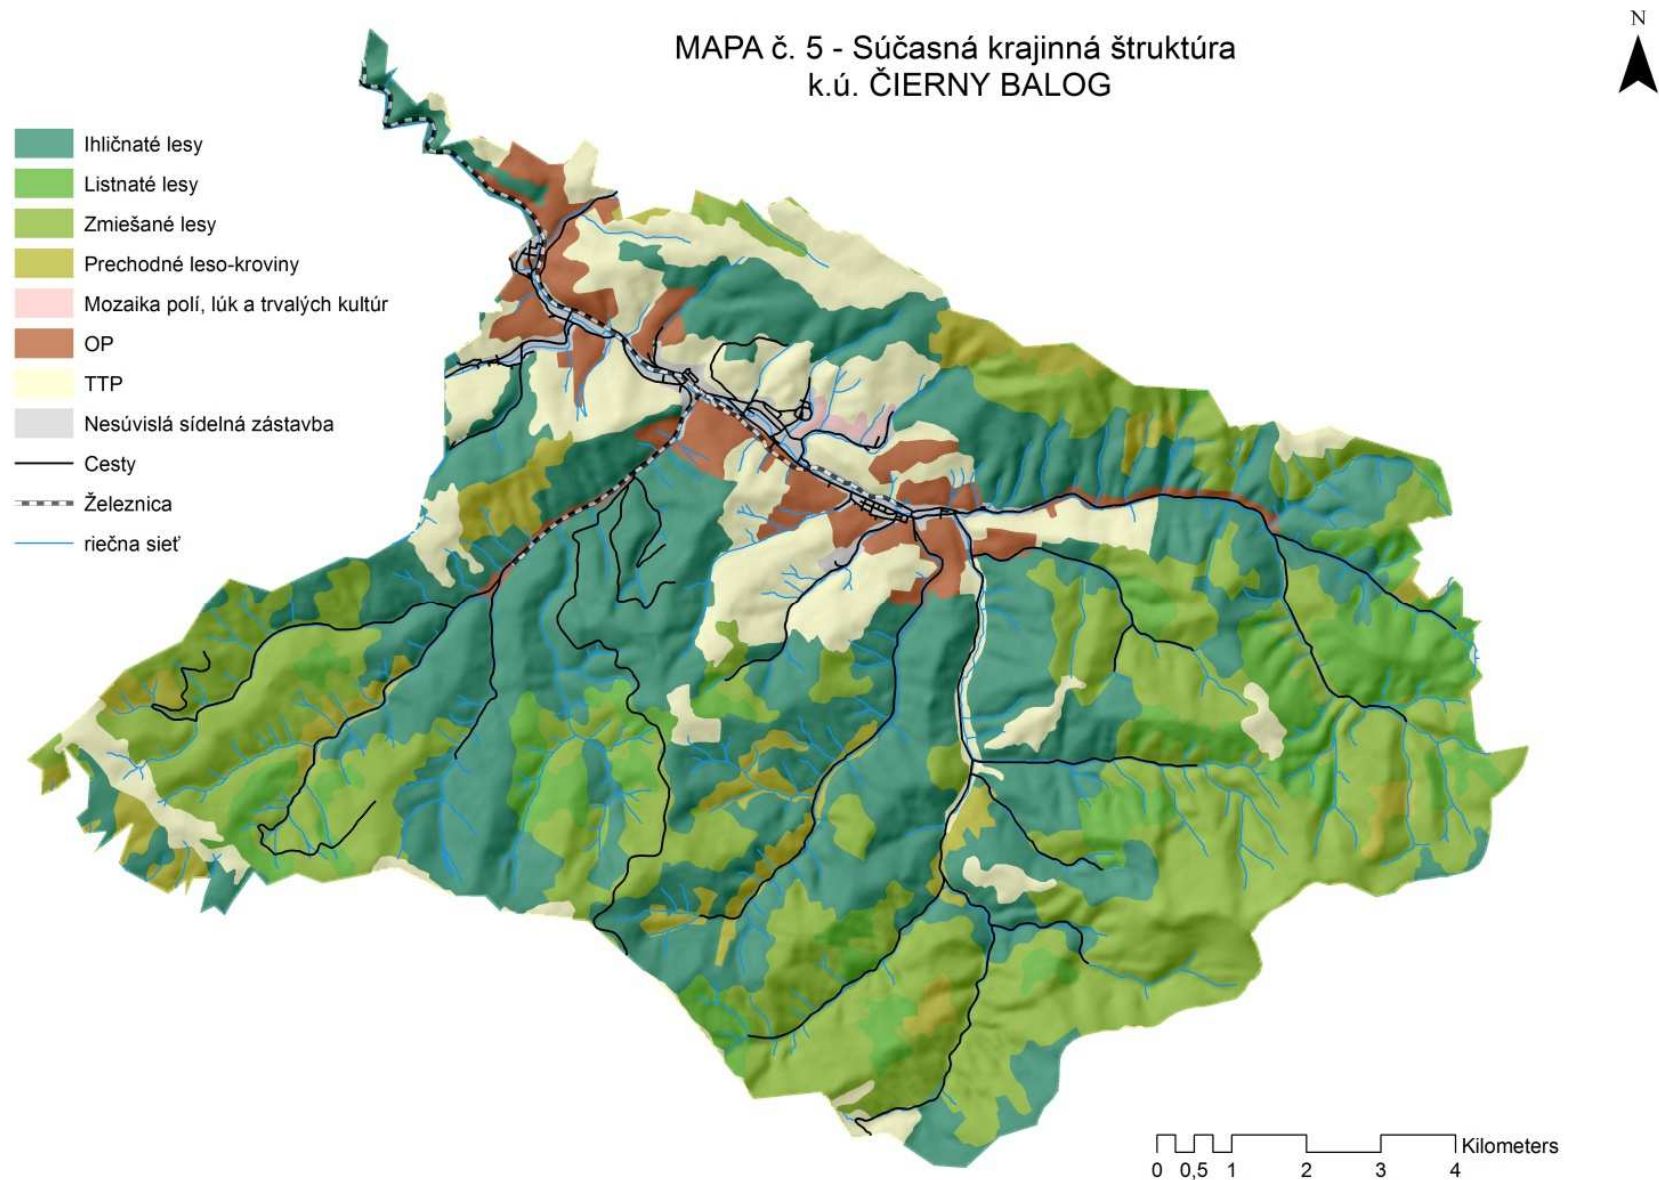 MAPA č. 5 - Súčasná krajinná štruktúra
k.ú. ČIERNY BALOG
N
Ihličnaté lesy
Listnaté lesy
Zmiešané lesy
Prechodné leso-kroviny
Mozaika polí, lúk a trvalých kultúr
OP
TTP
Nesúvislá sídelná zástavba
Cesty
Železnica
riečna sieť
Kilometers
0 0,5 1 2 3 4